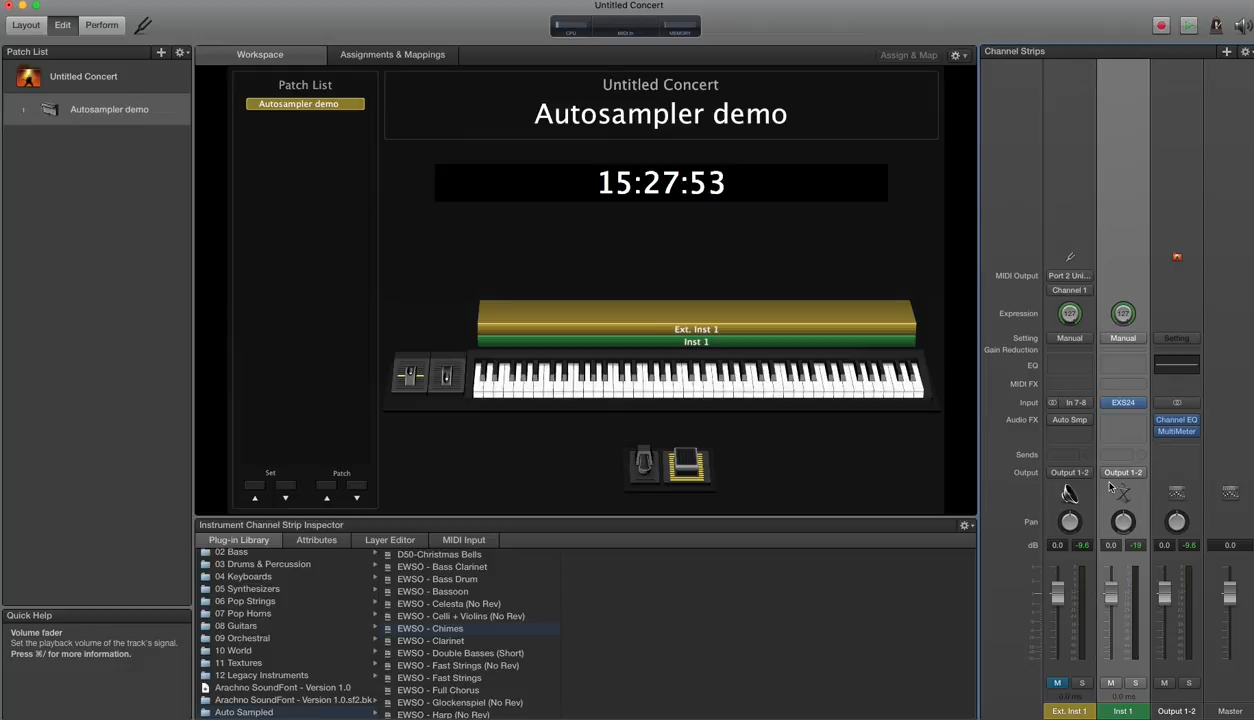 Untitled Concert
Layout
Edit
Perform
CPU
MIDI In
MEMORY
Patch List
Untitled Concert
1
Autosampler demo
Workspace
Assignments & Mappings
Assign & Map
Patch List
Autosampler demo
Untitled Concert
Autosampler demo
15:27:53
Ext. Inst 1
Inst 1
Set
Patch
Channel Strips
MIDI Output
Port 2 Uni...
Channel 1
Expression
127
127
Setting
Manual
Manual
Setting
Gain Reduction
EQ
MIDI FX
Input
In 7-8
EXS24
Audio FX
Auto Smp
Channel EQ
MultiMeter
Sends
Output
Output 1-2
Output 1-2
Pan
dB
0.0
-9.6
0.0
-19
0.0
-9.6
0.0
M
S
M
S
M
S
0.0 ms
0.0 ms
Ext. Inst 1
Inst 1
Output 1-2
Master
Instrument Channel Strip Inspector
Plug-in Library
Attributes
Layer Editor
MIDI Input
02 Bass
03 Drums & Percussion
04 Keyboards
05 Synthesizers
06 Pop Strings
07 Pop Horns
08 Guitars
09 Orchestral
10 World
11 Textures
12 Legacy Instruments
Arachno SoundFont - Version 1.0
Arachno SoundFont - Version 1.0.sf2.bk
Auto Sampled
D50-Christmas Bells
EWSO - Bass Clarinet
EWSO - Bass Drum
EWSO - Bassoon
EWSO - Celesta (No Rev)
EWSO - Celli + Violins (No Rev)
EWSO - Chimes
EWSO - Clarinet
EWSO - Double Basses (Short)
EWSO - Fast Strings (No Rev)
EWSO - Fast Strings
EWSO - Full Chorus
EWSO - Glockenspiel (No Rev)
EWSO - Harp (No Rev)
Quick Help
Volume fader
Set the playback volume of the track's signal.
Press ⌘/ for more information.